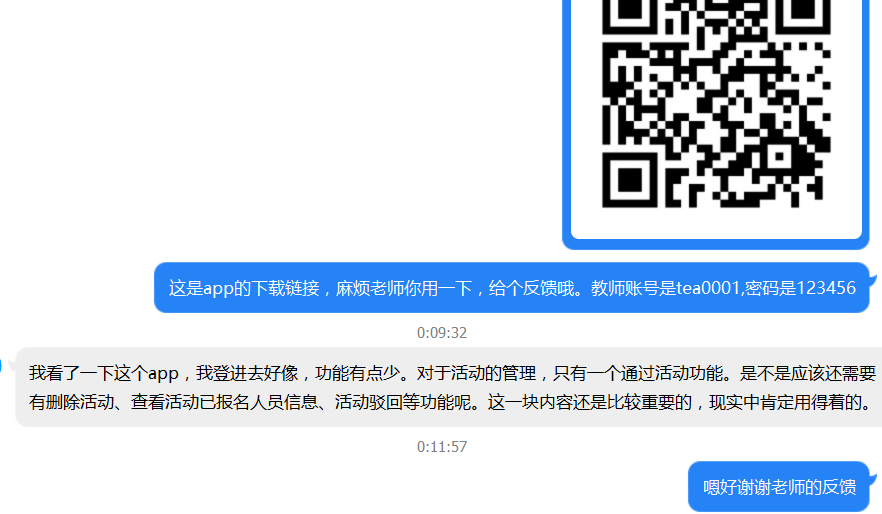 这是app的下载链接，麻烦老师你用一下，给个反馈哦。教师账号是tea0001,密码是123456
0:09:32
我看了一下这个app，我登进去好像，功能有点少。对于活动的管理，只有一个通过活动功能。是不是应该还需要
有删除活动、查看活动已报名人员信息、活动驳回等功能呢。这一块内容还是比较重要的，现实中肯定用得着的。
0:11:57
嗯好谢谢老师的反馈